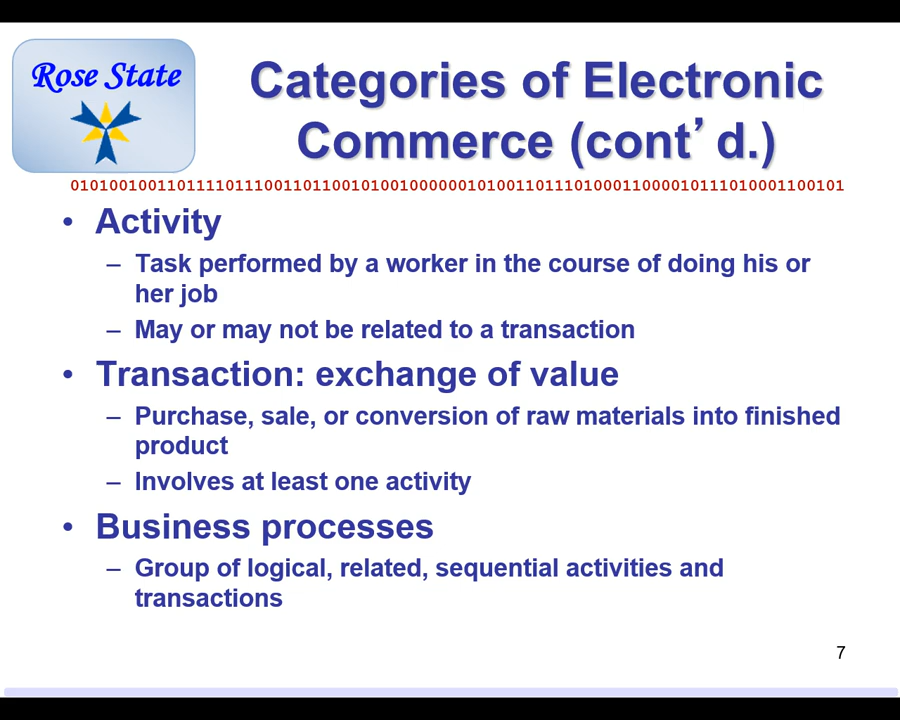 Rose State
Categories of Electronic
Commerce (cont’d.)
01010010011011110111001101100101001000000101001101110100011000010111010001100101
• Activity
– Task performed by a worker in the course of doing his or
her job
– May or may not be related to a transaction
• Transaction: exchange of value
– Purchase, sale, or conversion of raw materials into finished
product
– Involves at least one activity
• Business processes
– Group of logical, related, sequential activities and
transactions
7